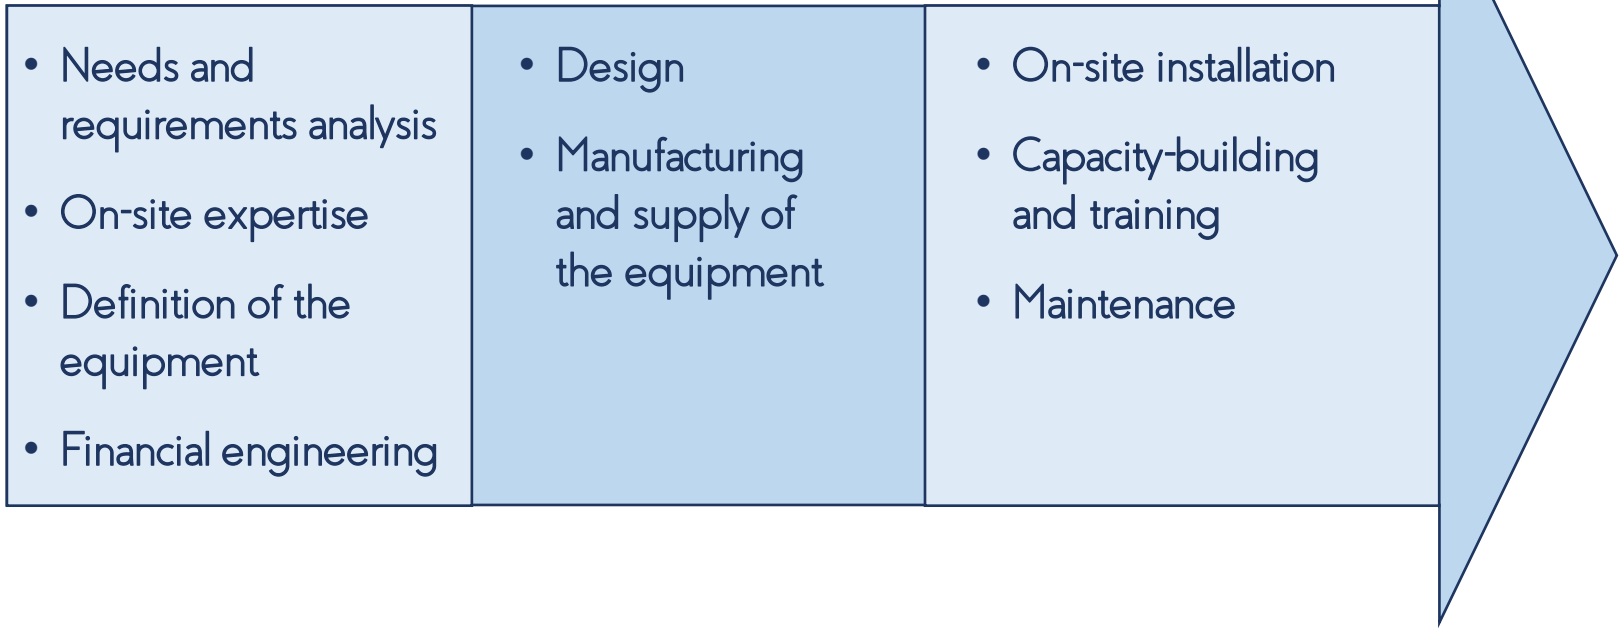 • Needs and
requirements analysis
• On-site expertise
• Definition of the
equipment
• Financial engineering
• Design
• Manufacturing
and supply of
the equipment
• On-site installation
• Capacity-building
and training
• Maintenance